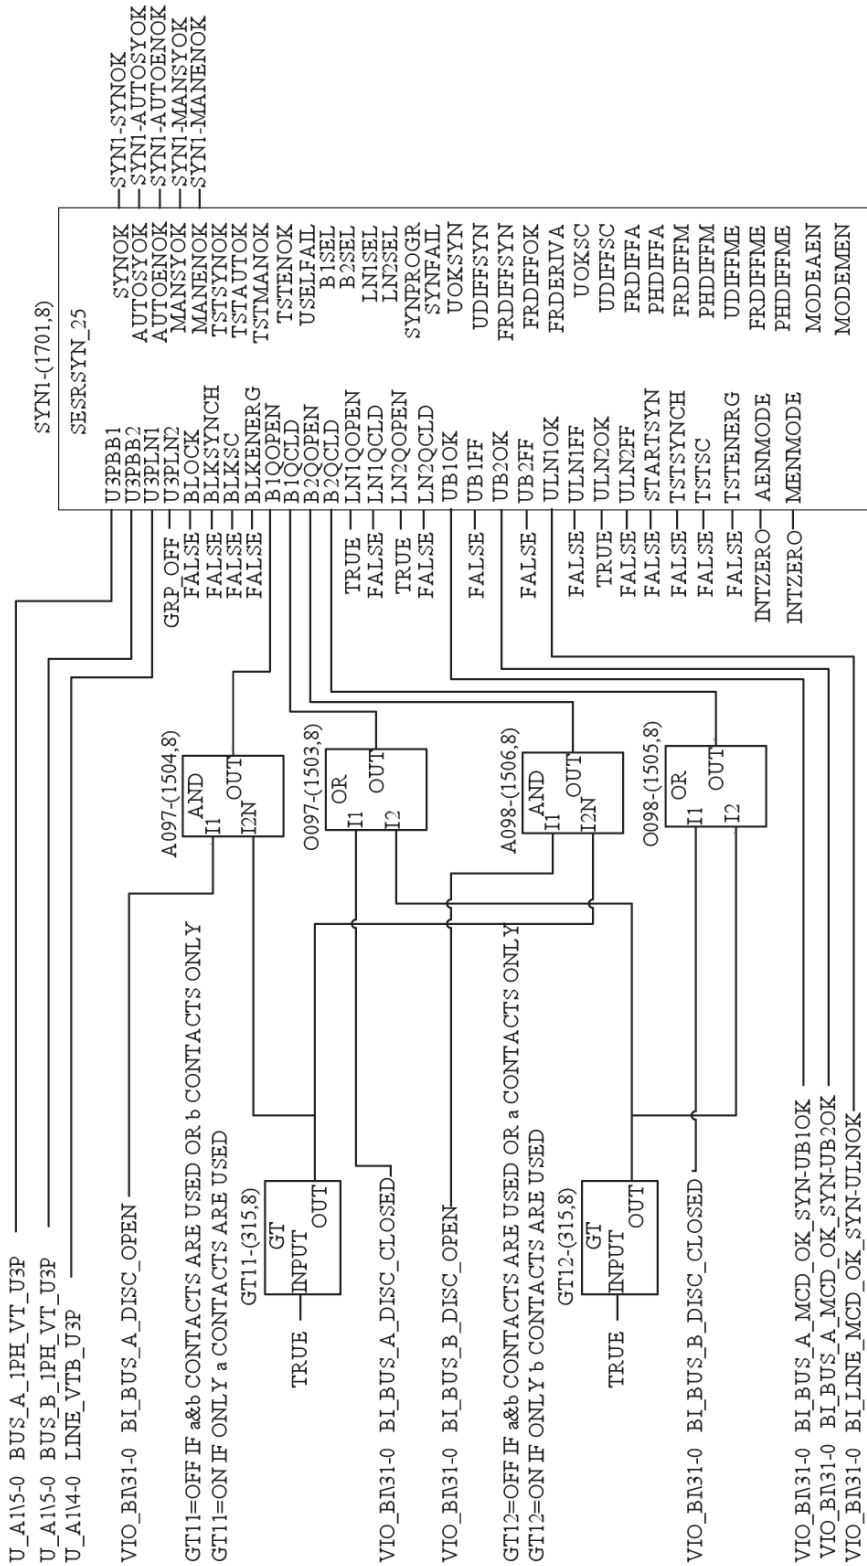 SYN1-(1701,8)
SESRSYN_25
U_A1\5-0 BUS_A_1PH_VT_U3P
U_A1\5-0 BUS_B_1PH_VT_U3P
U_A1\4-0 LINE_VTB_U3P
VIO_BI\31-0 BI_BUS_A_DISC_OPEN
GT11=OFF IF a&b CONTACTS ARE USED OR b CONTACTS ONLY
GT11=ON IF ONLY a CONTACTS ARE USED
GT11-(315,8)
GT
TRUE
INPUT
OUT
VIO_BI\31-0 BI_BUS_A_DISC_CLOSED
VIO_BI\31-0 BI_BUS_B_DISC_OPEN
GT12=OFF IF a&b CONTACTS ARE USED OR a CONTACTS ONLY
GT12=ON IF ONLY b CONTACTS ARE USED
GT12-(315,8)
GT
TRUE
INPUT
OUT
VIO_BI\31-0 BI_BUS_B_DISC_CLOSED
VIO_BI\31-0 BI_BUS_A_MCD_OK_SYN-UB1OK
VIO_BI\31-0 BI_BUS_A_MCD_OK_SYN-UB2OK
VIO_BI\31-0 BI_LINE_MCD_OK_SYN-ULNOK
A097-(1504,8)
AND
I1
OUT
I2N
O097-(1503,8)
OR
I1
OUT
I2
A098-(1506,8)
AND
I1
OUT
I2N
O098-(1505,8)
OR
I1
OUT
I2
U3PBB1
U3PBB2
U3PLN1
GRP_OFF U3PLN2
FALSE BLOCK
FALSE BLKSYNCH
FALSE BLKSC
FALSE BLKENERG
B1QOPEN
B1QCLD
B2QOPEN
B2QCLD
TRUE LN1QOPEN
FALSE LN1QCLD
TRUE LN2QOPEN
FALSE LN2QCLD
UB1OK
FALSE UB1FF
UB2OK
FALSE UB2FF
ULN1OK
FALSE ULN1FF
TRUE ULN2OK
FALSE ULN2FF
FALSE STARTSYN
FALSE TSTSYNCH
FALSE TSTSC
FALSE TSTENERG
INTZERO AENMODE
INTZERO MENMODE
SYNOK SYN1-SYNOK
AUTOSYOK SYN1-AUTOSYOK
AUTOENOK SYN1-AUTOENOK
MANSYOK SYN1-MANSYOK
MANENOK SYN1-MANENOK
TSTSYNOK
TSTAUTOK
TSTMANOK
TSTENOK
USELFAIL
B1SEL
B2SEL
LN1SEL
LN2SEL
SYNPROGR
SYNFAIL
UOKSYN
UDIFFSYN
FRDIFFSYN
FRDIFFOK
FRDERIVA
UOKSC
UDIFFSC
FRDIFFA
PHDIFFA
FRDIFFM
PHDIFFM
UDIFFME
FRDIFFME
PHDIFFME
MODEAEN
MODEMEN